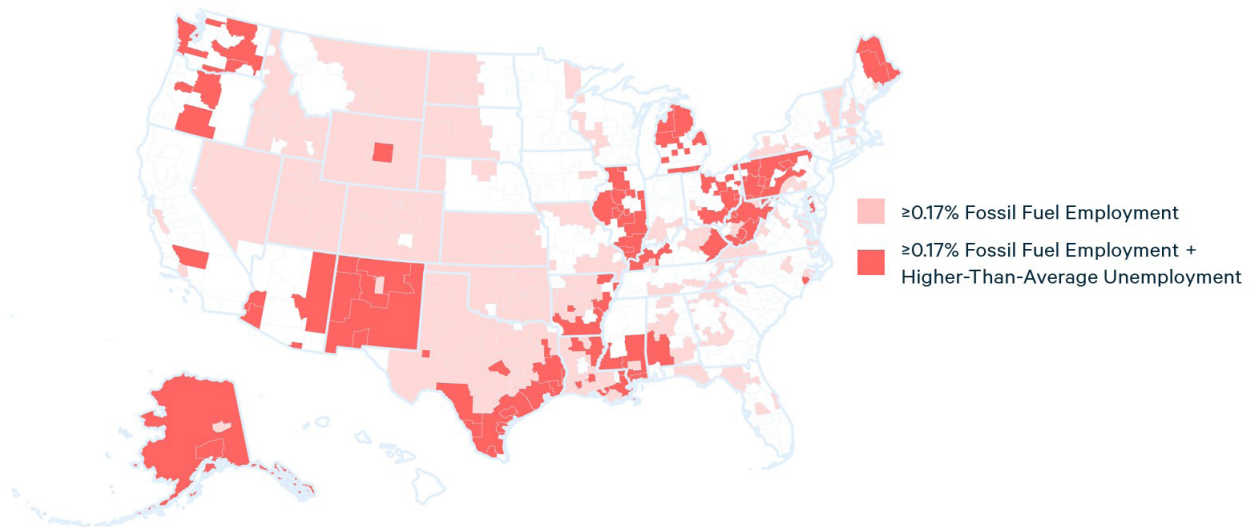 ≥0.17% Fossil Fuel Employment
≥0.17% Fossil Fuel Employment +
Higher-Than-Average Unemployment